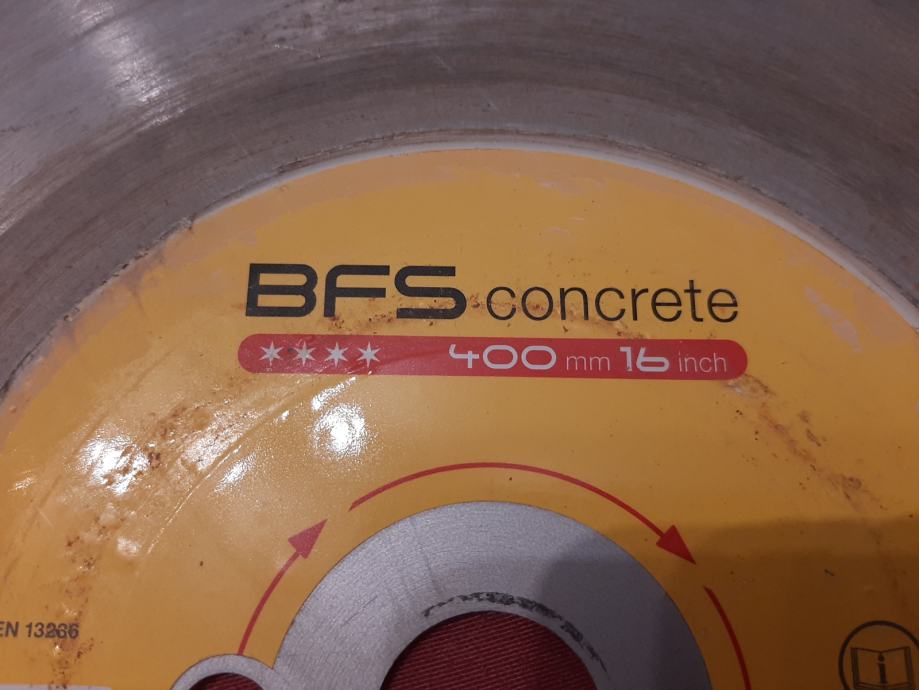 BFS concrete
400 mm 16 inch
EN 13236
i